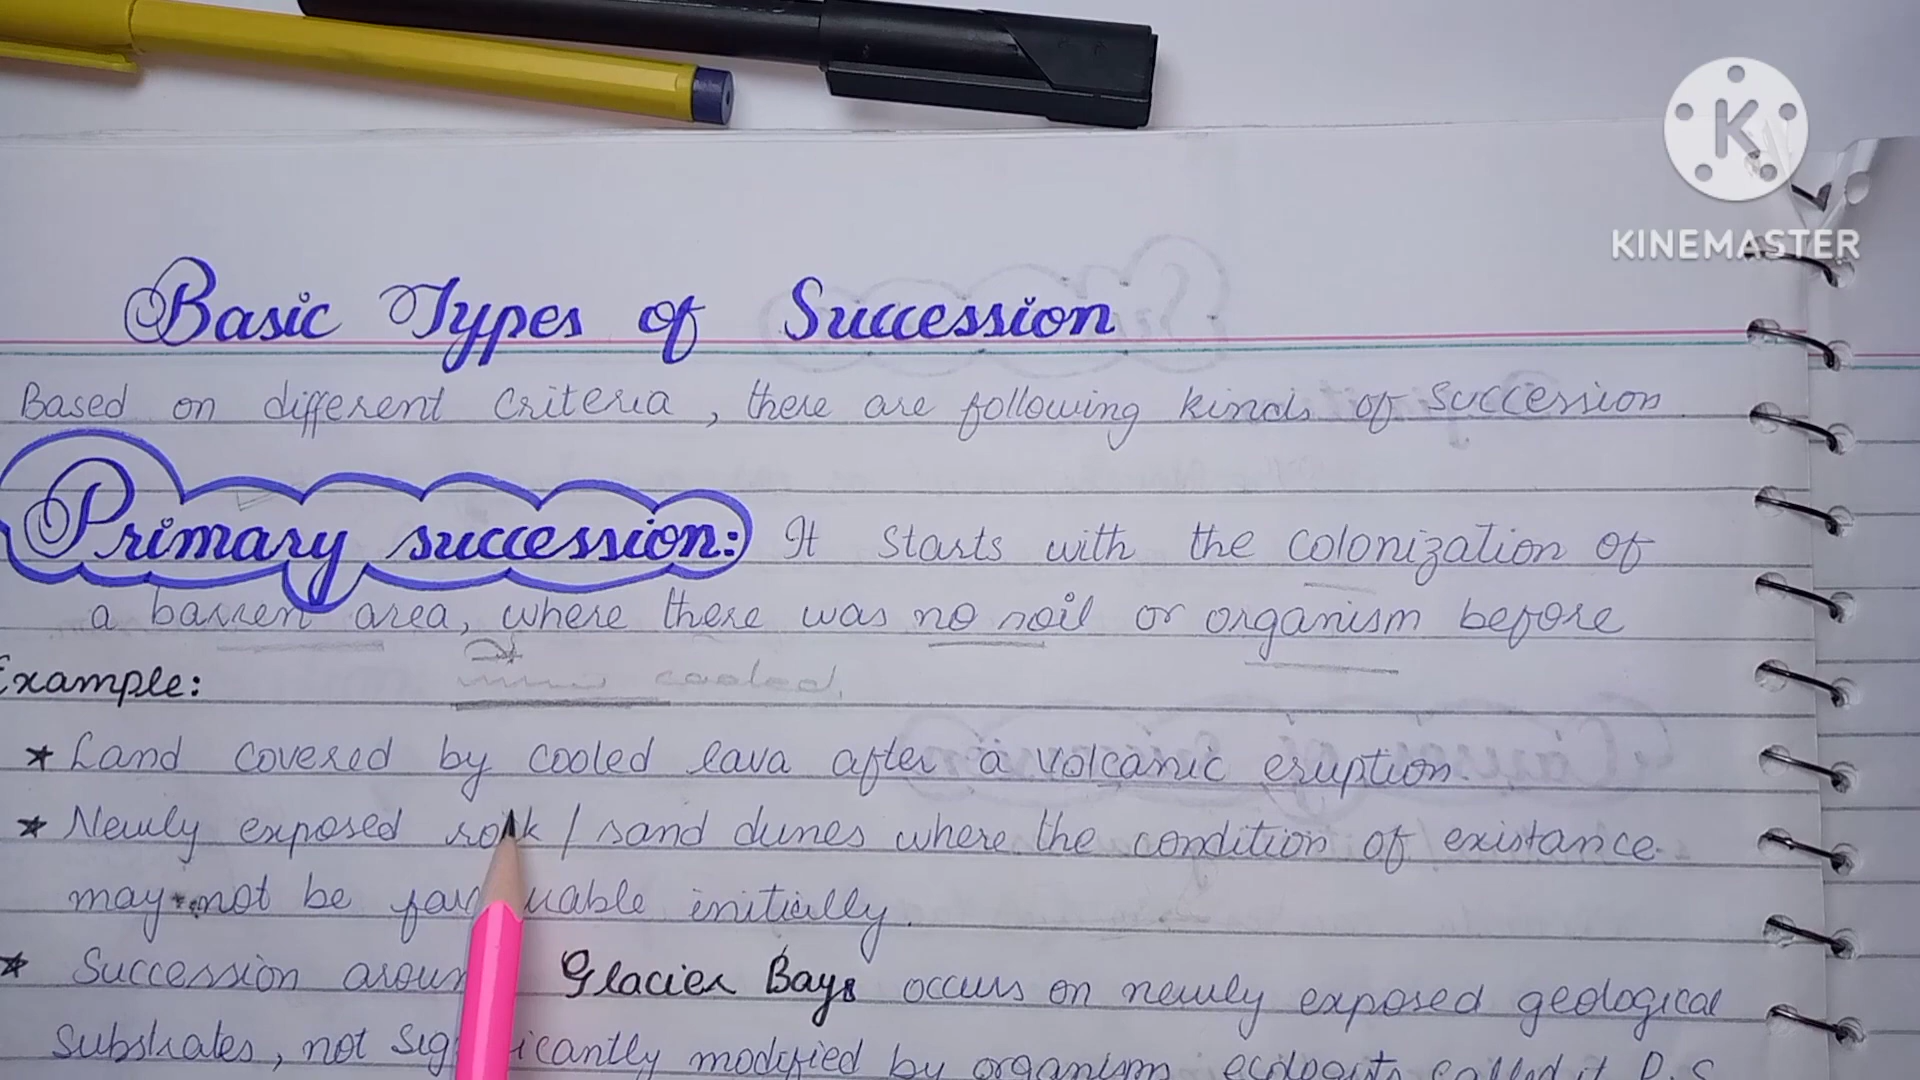 KINEMASTER
Basic Types of Succession
Based on different criteria, there are following kinds of succession.
Primary succession: It starts with the colonization of
a barren area, where there was no soil or organism before
cooled.
Example:
★ Land covered by cooled lava after a volcanic eruption.
★ Newly exposed rock / sand dunes where the condition of existance
may not be favourable initially.
★ Succession around Glacier Bays occurs on newly exposed geological
substrates, not significantly modified by organism, ecologists called it P.S